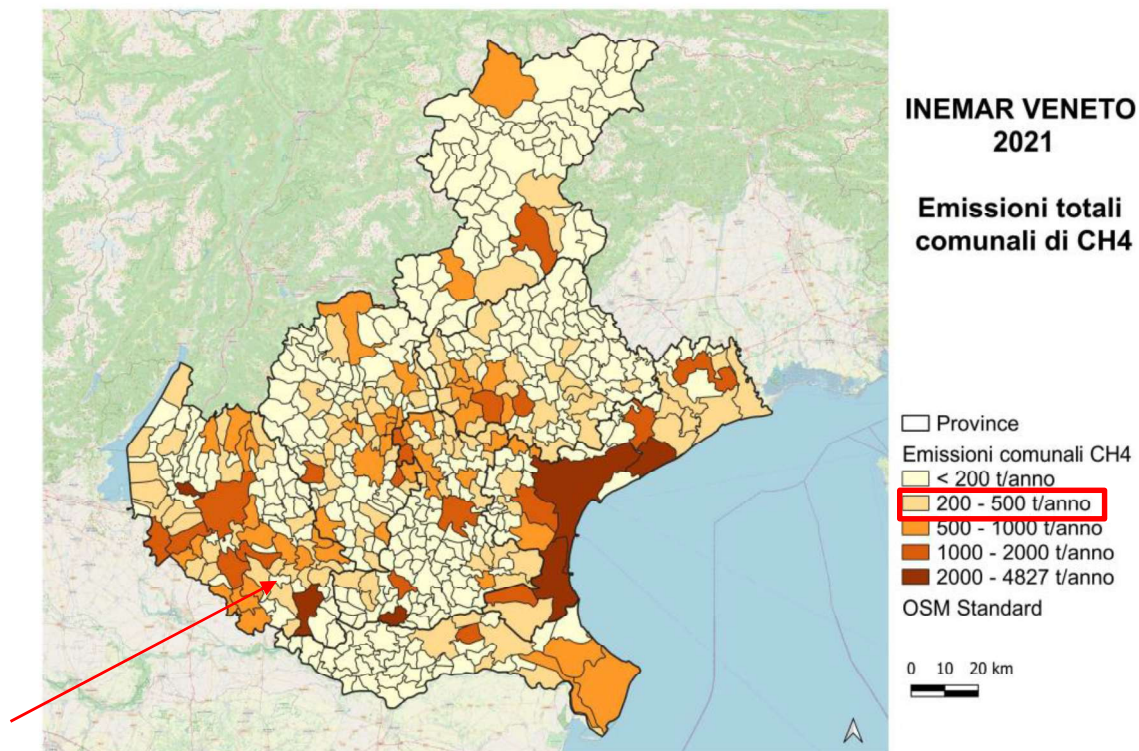 INEMAR VENETO
2021
Emissioni totali
comunali di CH4
Province
Emissioni comunali CH4
< 200 t/anno
200 - 500 t/anno
500 - 1000 t/anno
1000 - 2000 t/anno
2000 - 4827 t/anno
OSM Standard
0 10 20 km